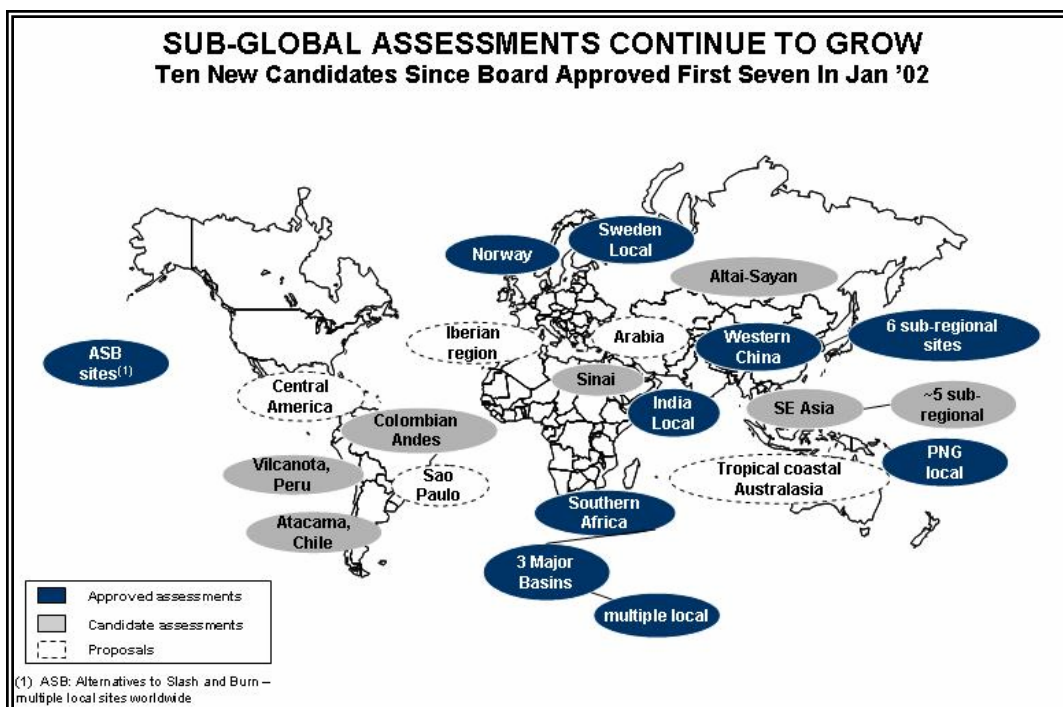 SUB-GLOBAL ASSESSMENTS CONTINUE TO GROW
Ten New Candidates Since Board Approved First Seven In Jan '02
Sweden
Local
Norway
Altai-Sayan
Iberian
region
Arabia
Western
China
6 sub-regional
sites
ASB
sites(1)
Central
America
Sinai
India
Local
SE Asia
~5 sub-
regional
Colombian
Andes
PNG
local
Vilcanota,
Peru
Sao
Paulo
Tropical coastal
Australasia
Southern
Africa
Atacama,
Chile
3 Major
Basins
multiple local
Approved assessments
Candidate assessments
Proposals
(1) ASB: Alternatives to Slash and Burn –
multiple local sites worldwide